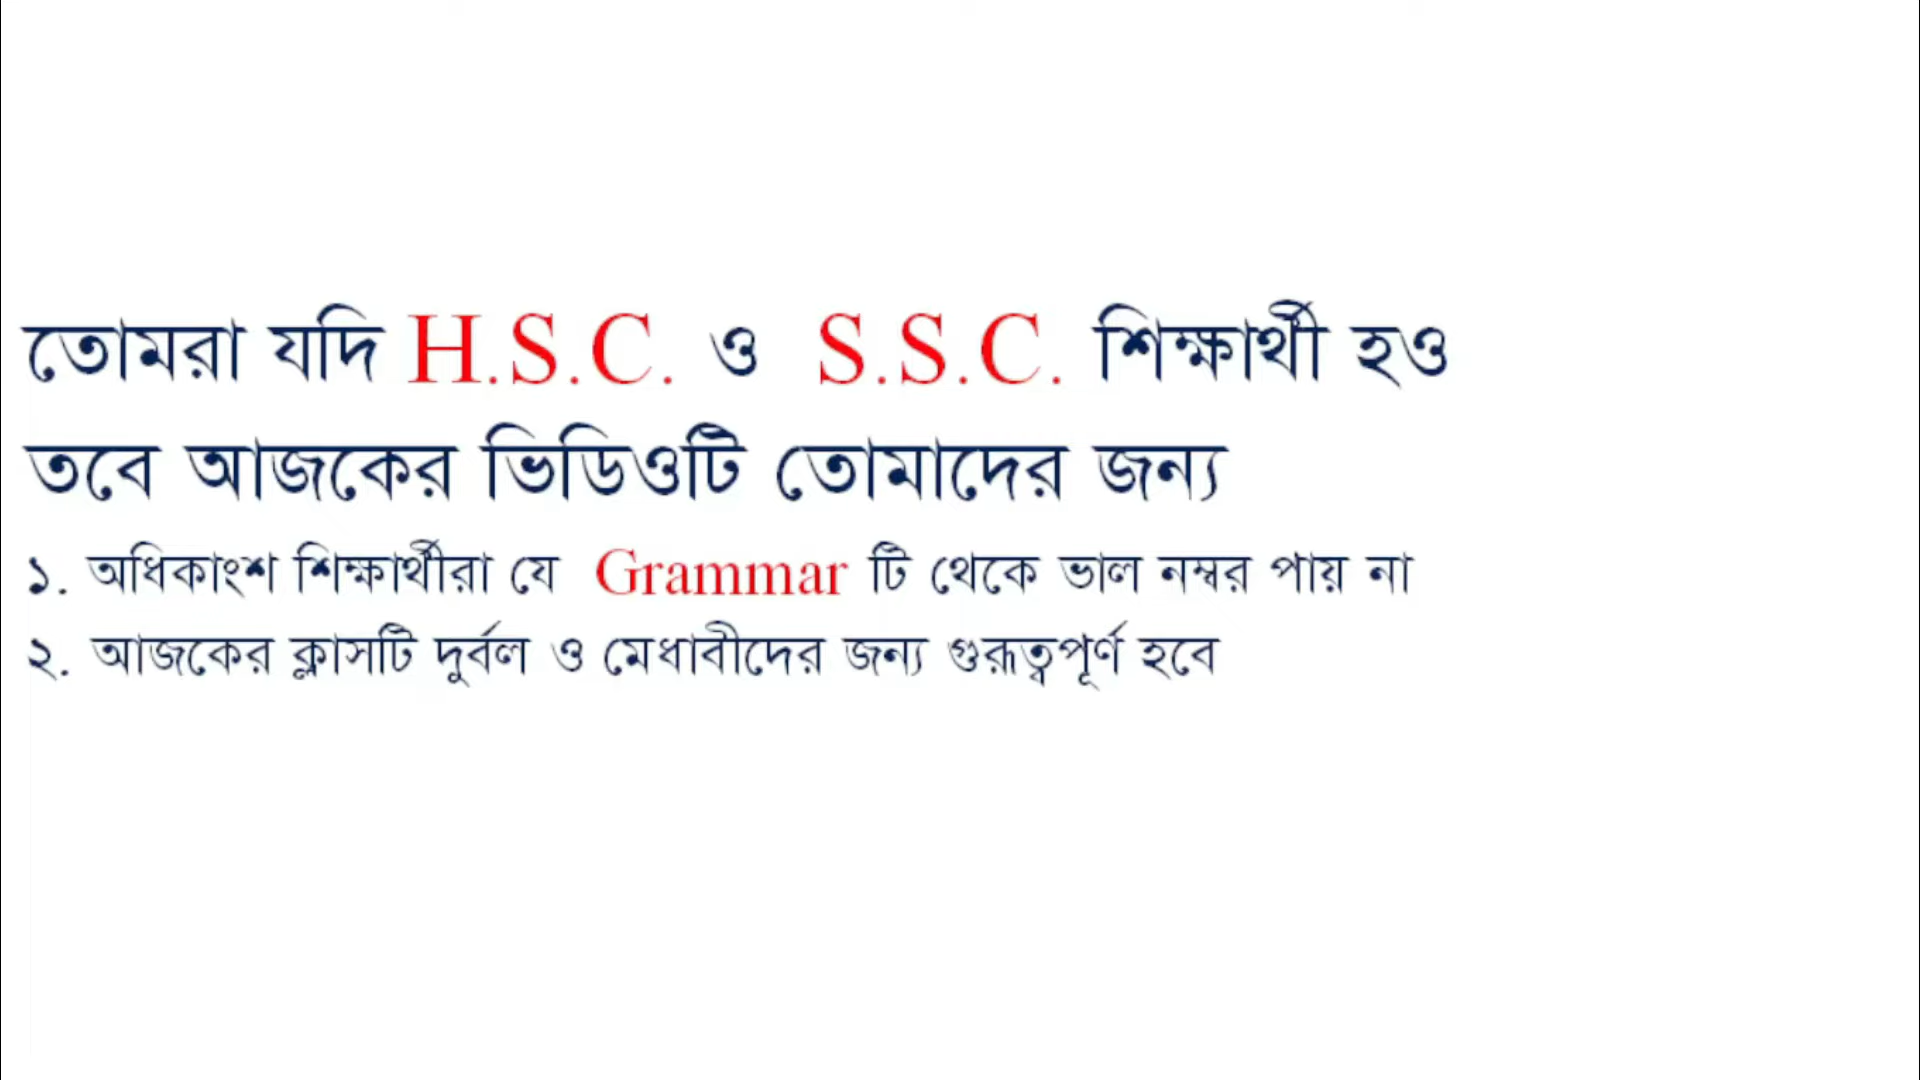 তোমরা যদি H.S.C. ও S.S.C. শিক্ষার্থী হও
তবে আজকের ভিডিওটি তোমাদের জন্য
১. অধিকাংশ শিক্ষার্থীরা যে Grammar টি থেকে ভাল নম্বর পায় না
২. আজকের ক্লাসটি দুর্বল ও মেধাবীদের জন্য গুরূত্বপূর্ণ হবে